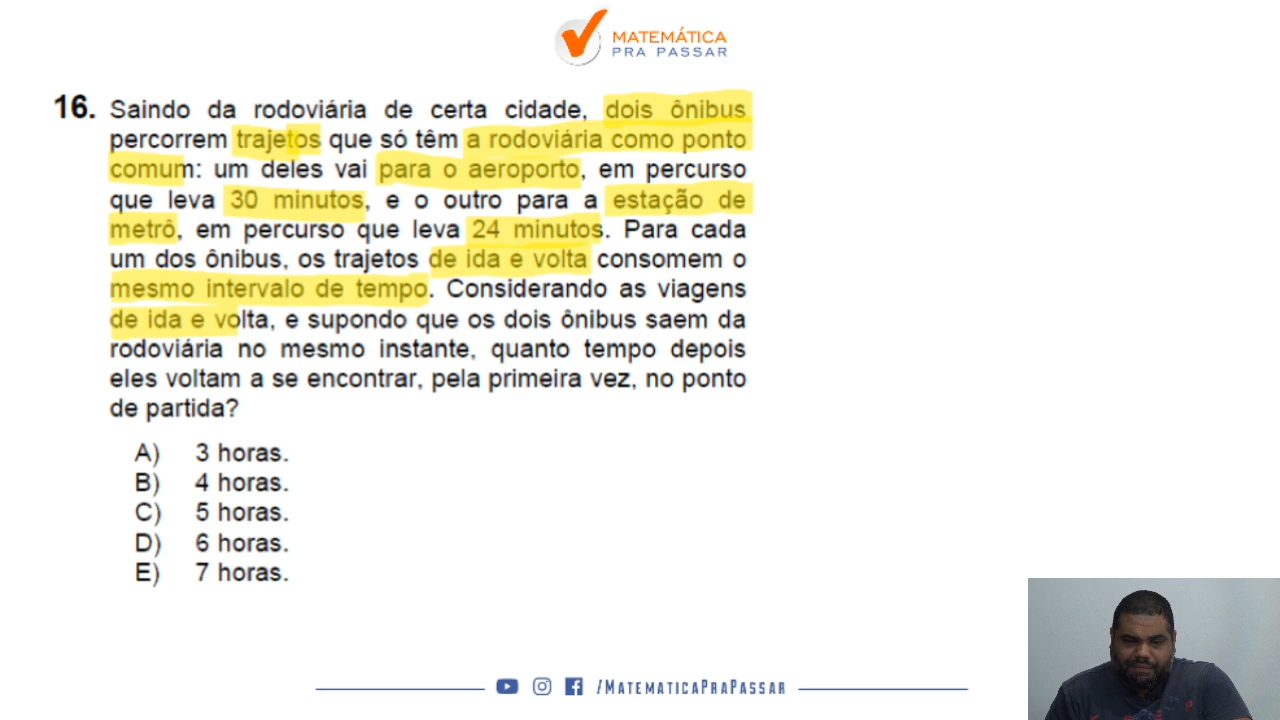 MATEMÁTICA
PRA PASSAR
16. Saindo da rodoviária de certa cidade, dois ônibus
percorrem trajetos que só têm a rodoviária como ponto
comum: um deles vai para o aeroporto, em percurso
que leva 30 minutos, e o outro para a estação de
metrô, em percurso que leva 24 minutos. Para cada
um dos ônibus, os trajetos de ida e volta consomem o
mesmo intervalo de tempo. Considerando as viagens
de ida e volta, e supondo que os dois ônibus saem da
rodoviária no mesmo instante, quanto tempo depois
eles voltam a se encontrar, pela primeira vez, no ponto
de partida?
A) 3 horas.
B) 4 horas.
C) 5 horas.
D) 6 horas.
E) 7 horas.
/MATEMATICAPRAPASSAR